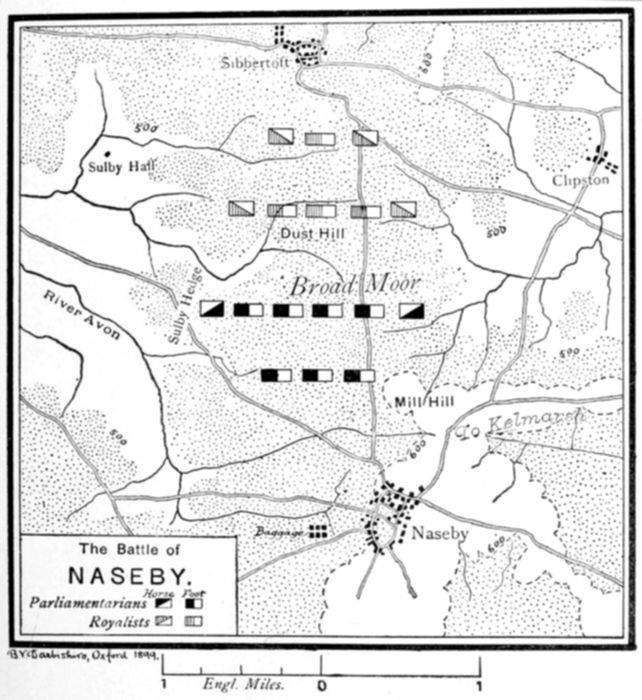 Sibbertoft
600
500
Sulby Hall
Clipston
Dust Hill
500
Broad Moor
Sulby Hedge
River Avon
500
Mill Hill
To Kelmarsh
600
500
Baggage
Naseby
600
The Battle of
NASEBY.
Horse Foot
Parliamentarians
Royalists
B.V. Darbishire, Oxford 1899.
1 Engl. Miles. 0 1